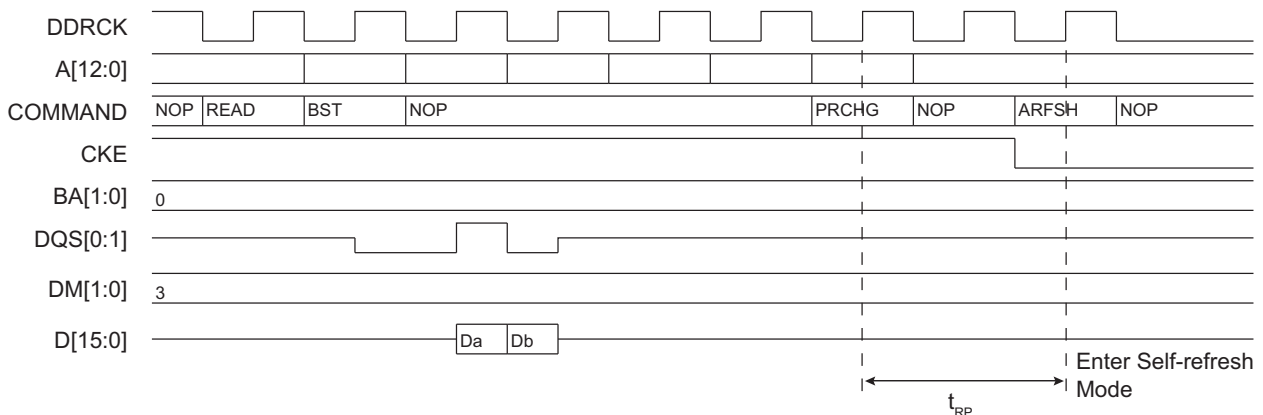 DDRCK
A[12:0]
COMMAND NOP READ BST NOP PRCHG NOP ARFSH NOP
CKE
BA[1:0] 0
DQS[0:1]
DM[1:0] 3
D[15:0] Da Db
Enter Self-refresh
Mode
tRP